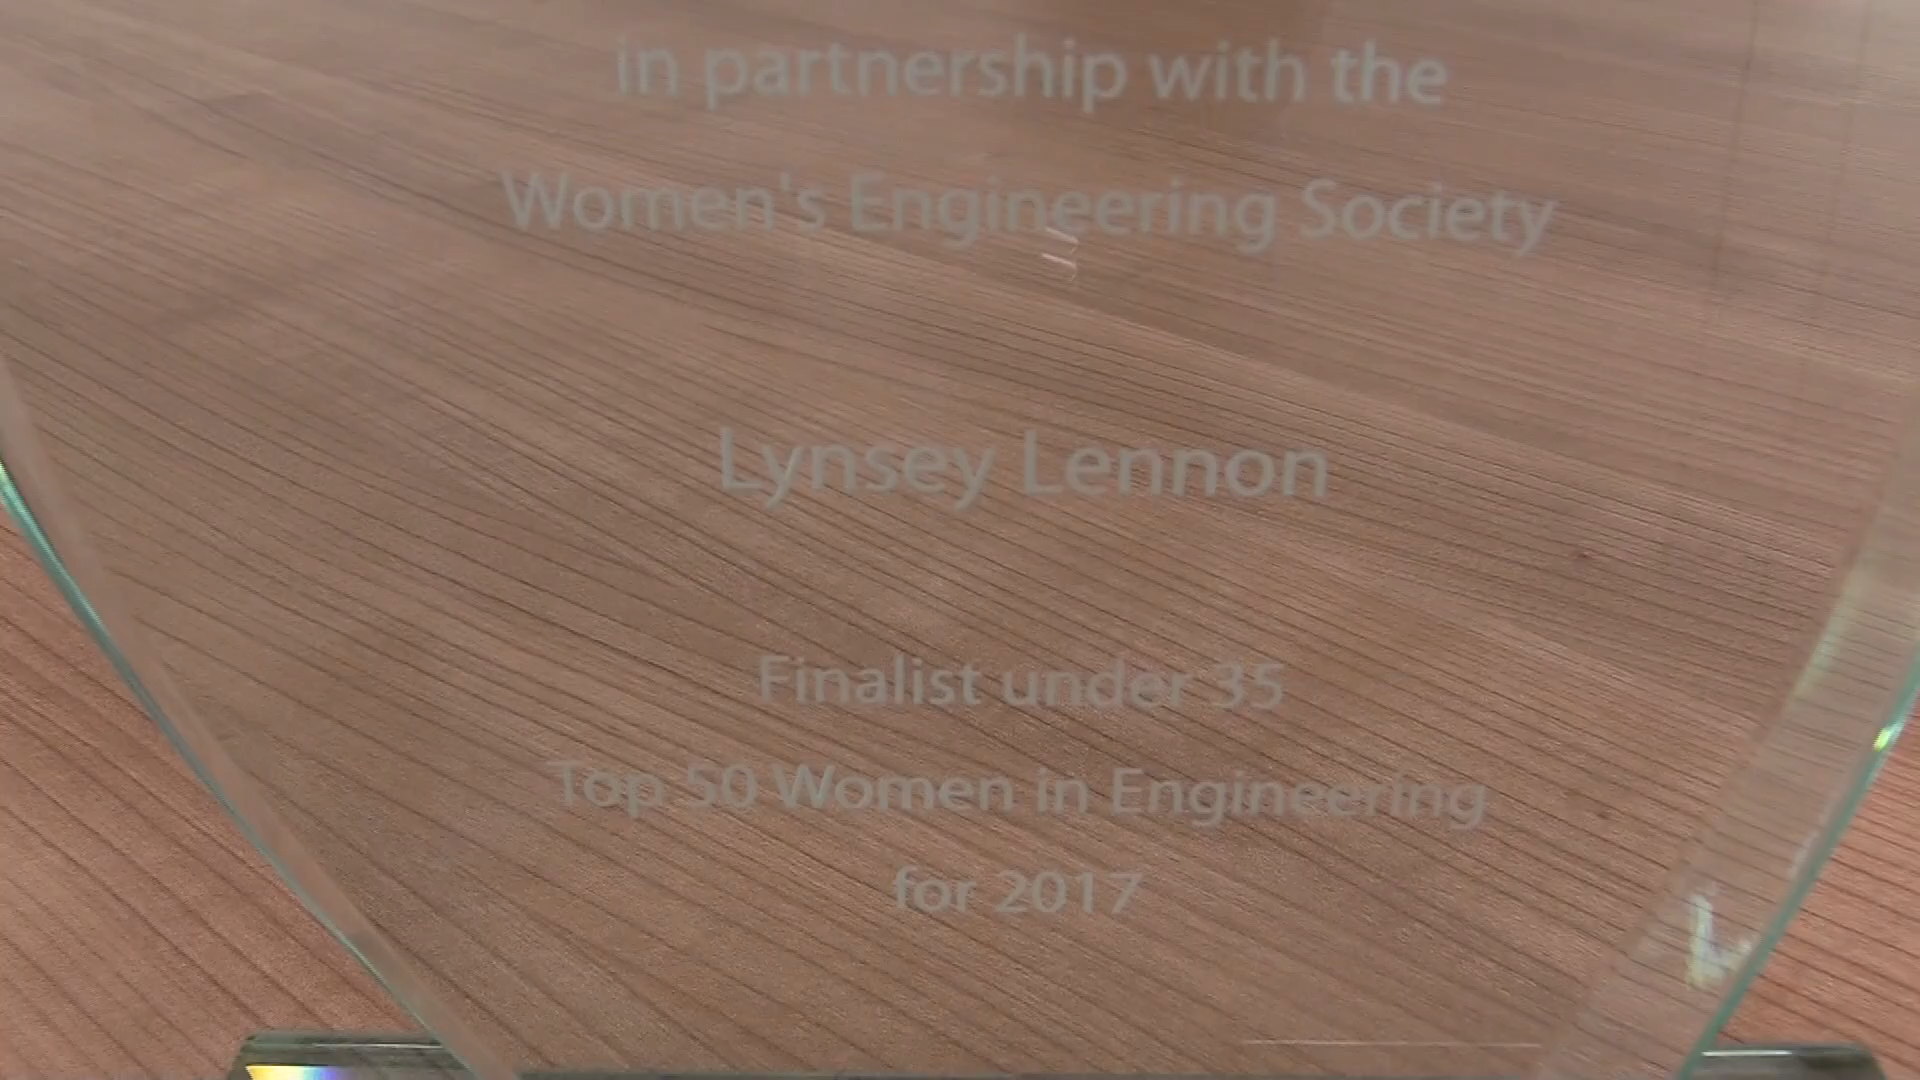 in partnership with the
Women's Engineering Society
Lynsey Lennon
Finalist under 35
Top 50 Women in Engineering
for 2017